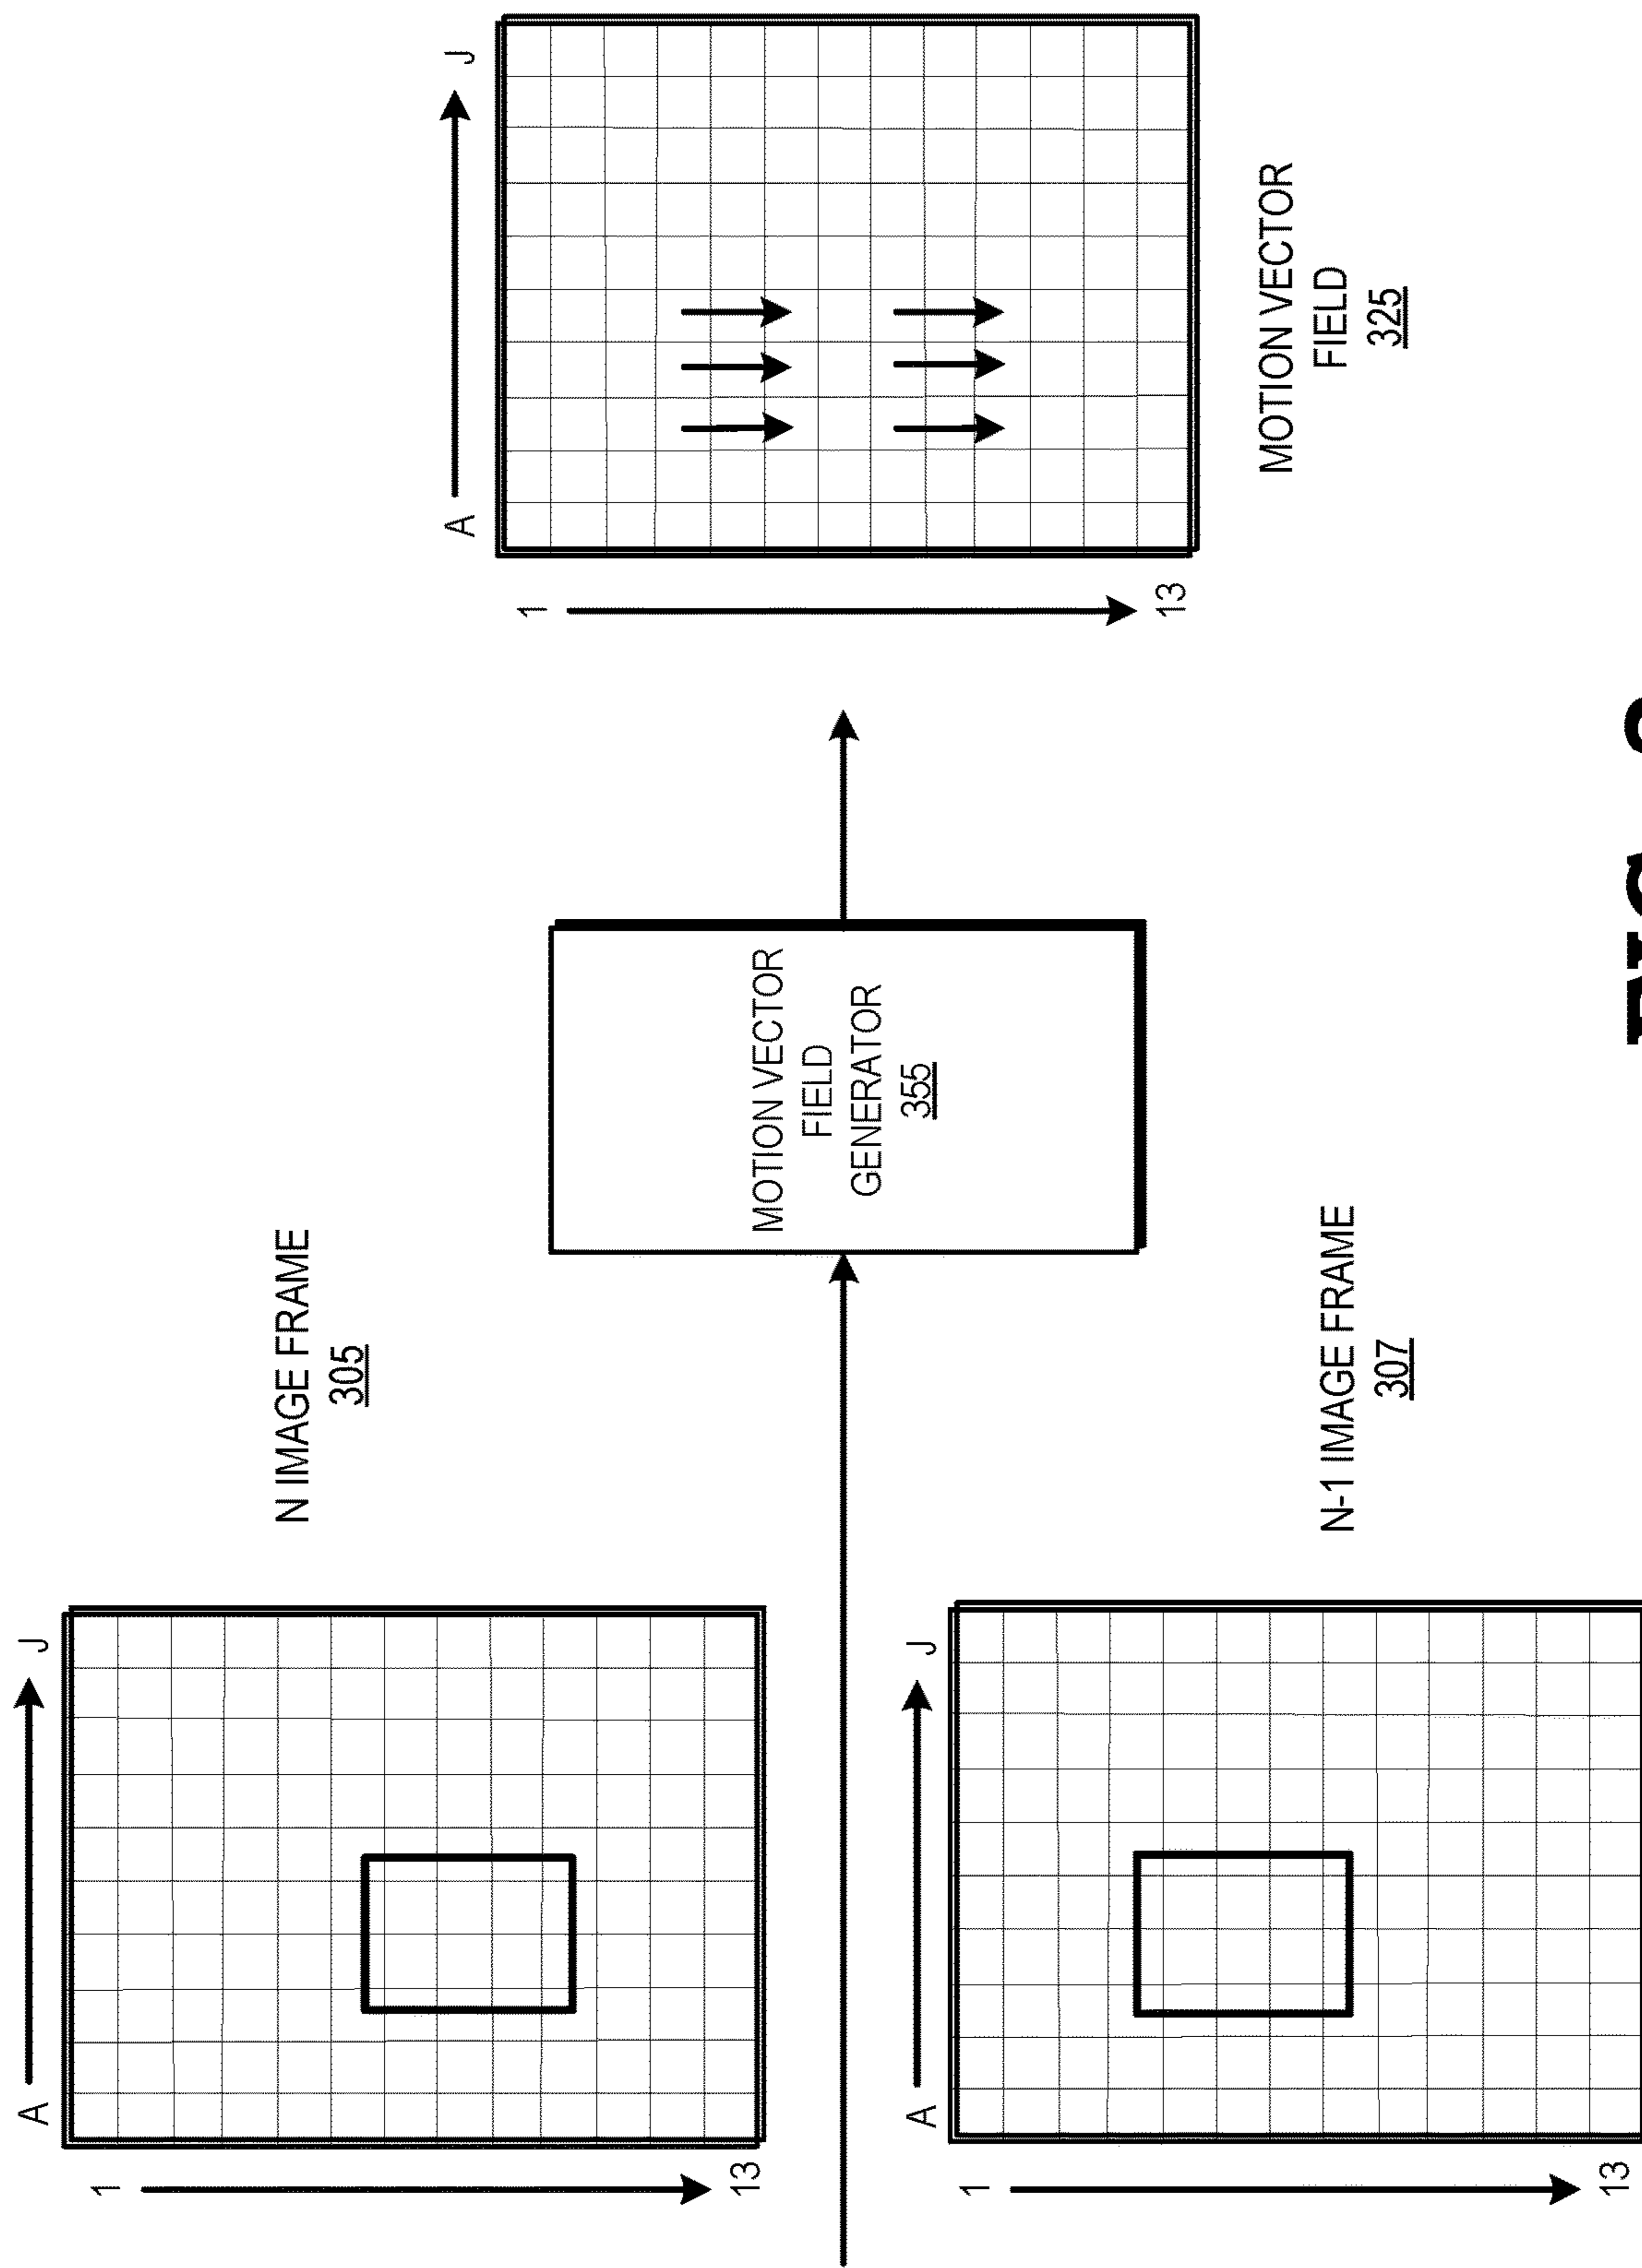 A
J
1
13
N IMAGE FRAME
305
A
J
1
13
N-1 IMAGE FRAME
307
MOTION VECTOR
FIELD
GENERATOR
355
A
J
1
13
MOTION VECTOR
FIELD
325